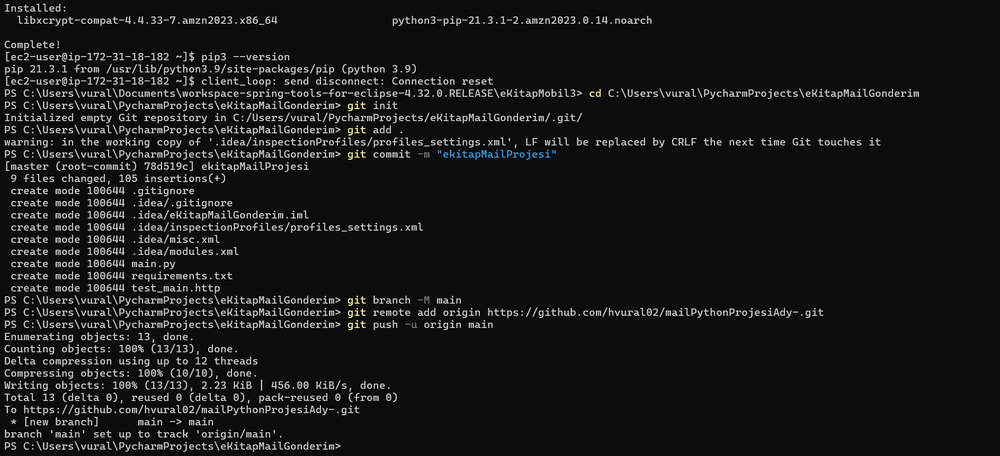 Installed:
  libxcrypt-compat-4.4.33-7.amzn2023.x86_64                  python3-pip-21.3.1-2.amzn2023.0.14.noarch

Complete!
[ec2-user@ip-172-31-18-182 ~]$ pip3 --version
pip 21.3.1 from /usr/lib/python3.9/site-packages/pip (python 3.9)
[ec2-user@ip-172-31-18-182 ~]$ client_loop: send disconnect: Connection reset
PS C:\Users\vural\Documents\workspace-spring-tools-for-eclipse-4.32.0.RELEASE\eKitapMobil3> cd C:\Users\vural\PycharmProjects\eKitapMailGonderim
PS C:\Users\vural\PycharmProjects\eKitapMailGonderim> git init
Initialized empty Git repository in C:/Users/vural/PycharmProjects/eKitapMailGonderim/.git/
PS C:\Users\vural\PycharmProjects\eKitapMailGonderim> git add .
warning: in the working copy of '.idea/inspectionProfiles/profiles_settings.xml', LF will be replaced by CRLF the next time Git touches it
PS C:\Users\vural\PycharmProjects\eKitapMailGonderim> git commit -m "ekitapMailProjesi"
[master (root-commit) 78d519c] ekitapMailProjesi
 9 files changed, 105 insertions(+)
 create mode 100644 .gitignore
 create mode 100644 .idea/.gitignore
 create mode 100644 .idea/eKitapMailGonderim.iml
 create mode 100644 .idea/inspectionProfiles/profiles_settings.xml
 create mode 100644 .idea/misc.xml
 create mode 100644 .idea/modules.xml
 create mode 100644 main.py
 create mode 100644 requirements.txt
 create mode 100644 test_main.http
PS C:\Users\vural\PycharmProjects\eKitapMailGonderim> git branch -M main
PS C:\Users\vural\PycharmProjects\eKitapMailGonderim> git remote add origin https://github.com/hvural02/mailPythonProjesiAdy-.git
PS C:\Users\vural\PycharmProjects\eKitapMailGonderim> git push -u origin main
Enumerating objects: 13, done.
Counting objects: 100% (13/13), done.
Delta compression using up to 12 threads
Compressing objects: 100% (10/10), done.
Writing objects: 100% (13/13), 2.23 KiB | 456.00 KiB/s, done.
Total 13 (delta 0), reused 0 (delta 0), pack-reused 0 (from 0)
To https://github.com/hvural02/mailPythonProjesiAdy-.git
 * [new branch]      main -> main
branch 'main' set up to track 'origin/main'.
PS C:\Users\vural\PycharmProjects\eKitapMailGonderim>